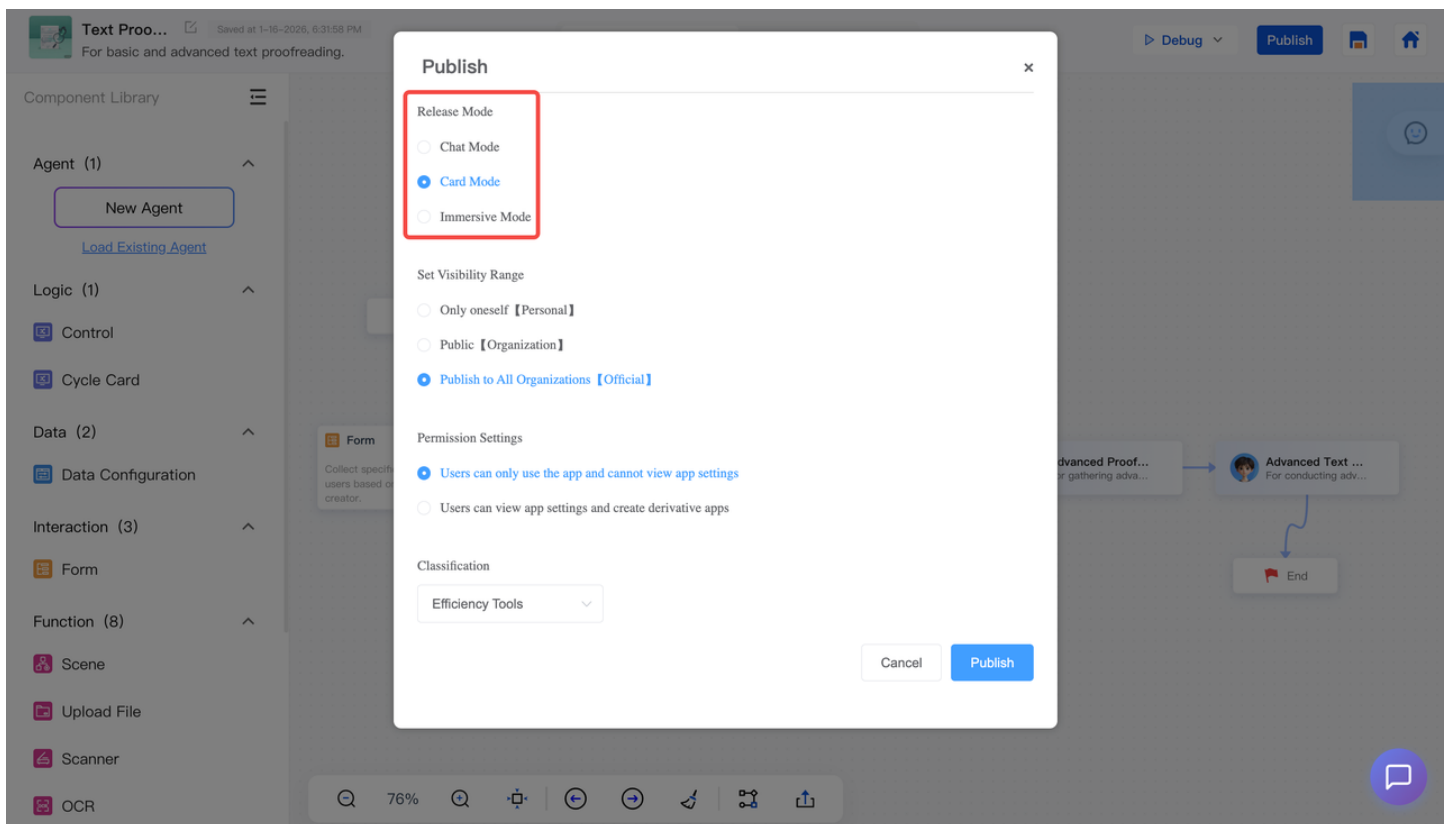 Text Proo...
Saved at 1-16-2026, 6:31:58 PM
For basic and advanced text proofreading.
Debug
Publish
Component Library
Agent (1)
New Agent
Load Existing Agent
Logic (1)
Control
Cycle Card
Data (2)
Data Configuration
Interaction (3)
Form
Function (8)
Scene
Upload File
Scanner
OCR
Form
Collect specifi
users based o
creator.
Publish
Release Mode
Chat Mode
Card Mode
Immersive Mode
Set Visibility Range
Only oneself【Personal】
Public【Organization】
Publish to All Organizations【Official】
Permission Settings
Users can only use the app and cannot view app settings
Users can view app settings and create derivative apps
Classification
Efficiency Tools
Cancel
Publish
dvanced Proof...
r gathering adva...
Advanced Text ...
For conducting adv...
End
76%